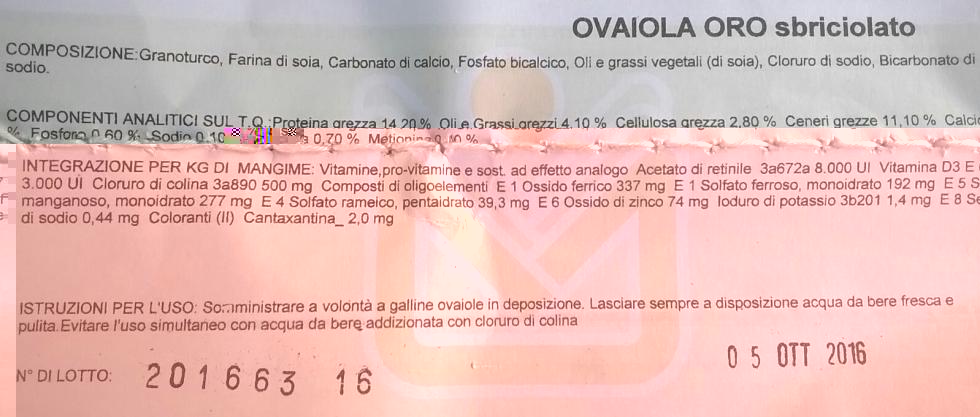 OVAIOLA ORO sbriciolato
COMPOSIZIONE:Granoturco, Farina di soia, Carbonato di calcio, Fosfato bicalcico, Oli e grassi vegetali (di soia), Cloruro di sodio, Bicarbonato di
sodio.
COMPONENTI ANALITICI SUL T.Q.:Proteina grezza 14,20% Oli e Grassi grezzi 4,10 % Cellulosa grezza 2,80 % Ceneri grezze 11,10 %
% Fosforo 0,60 % Sodio 0,70 % Metionina
INTEGRAZIONE PER KG DI MANGIME: Vitamine,pro-vitamine e sost. ad effetto analogo Acetato di retinile 3a672a 8.000 UI Vitamina D3 E
3.000 UI Cloruro di colina 3a890 500 mg Composti di oligoelementi E 1 Ossido ferrico 337 mg E 1 Solfato ferroso, monoidrato 192 mg E 5
manganoso, monoidrato 277 mg E 4 Solfato rameico, pentaidrato 39,3 mg E 6 Ossido di zinco 74 mg Ioduro di potassio 3b201 1,4 mg E 8
di sodio 0,44 mg Coloranti (II) Cantaxantina_ 2,0 mg
ISTRUZIONI PER L'USO: Somministrare a volontà a galline ovaiole in deposizione. Lasciare sempre a disposizione acqua da bere fresca e
pulita.Evitare l'uso simultaneo con acqua da bere addizionata con cloruro di colina
05 OTT 2016
N° DI LOTTO: 201663 16